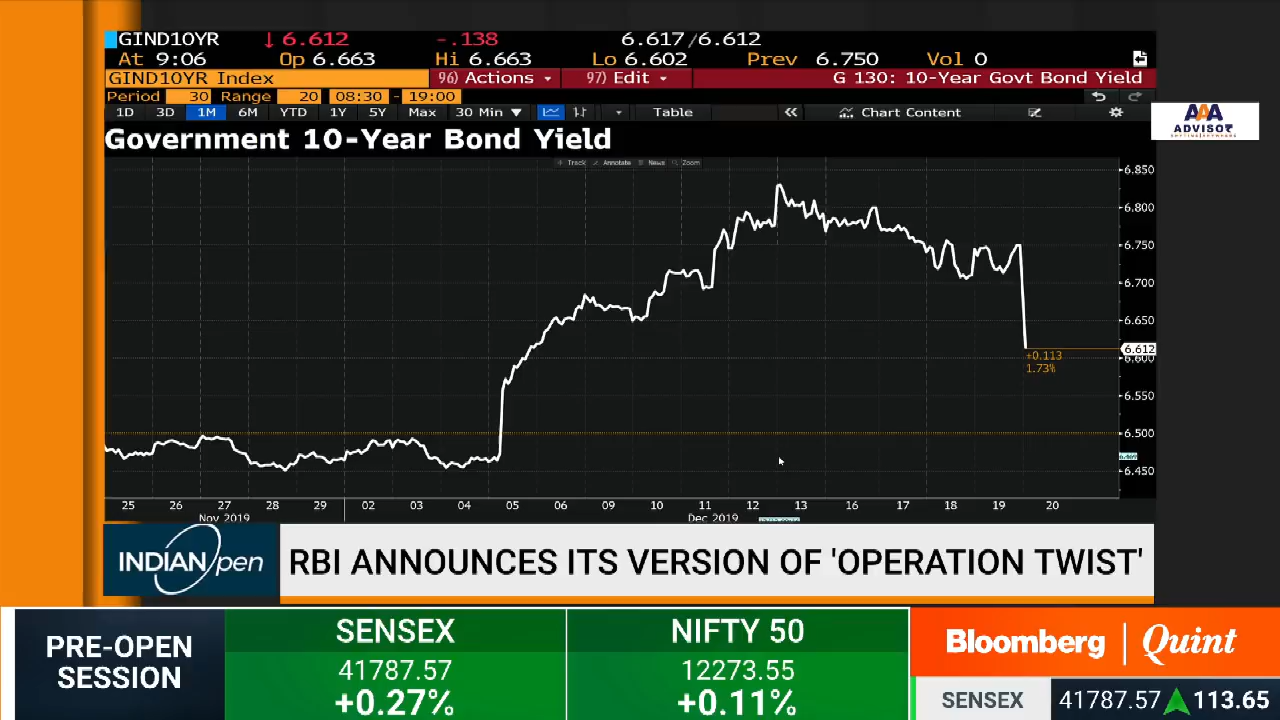 GIND10YR ↓ 6.612 -.138 6.617/6.612
At 9:06 Op 6.663 Hi 6.663 Lo 6.602 Prev 6.750 Vol 0
GIND10YR Index 96) Actions 97) Edit G 130: 10-Year Govt Bond Yield
Period 30 Range 20 08:30 - 19:00
1D 3D 1M 6M YTD 1Y 5Y Max 30 Min ▼ Table « Chart Content
AAA
ADVISOR
Government 10-Year Bond Yield
Track Annotate News Zoom
6.850
6.800
6.750
6.700
6.650
6.612
6.600
+0.113
1.73%
6.550
6.500
6.450
25 26 27 28 29 02 03 04 05 06 09 10 11 12 13 16 17 18 19 20
Nov 2019 Dec 2019
INDIAN Open
RBI ANNOUNCES ITS VERSION OF 'OPERATION TWIST'
PRE-OPEN
SESSION
SENSEX
41787.57
+0.27%
NIFTY 50
12273.55
+0.11%
Bloomberg | Quint
SENSEX 41787.57 ▲ 113.65